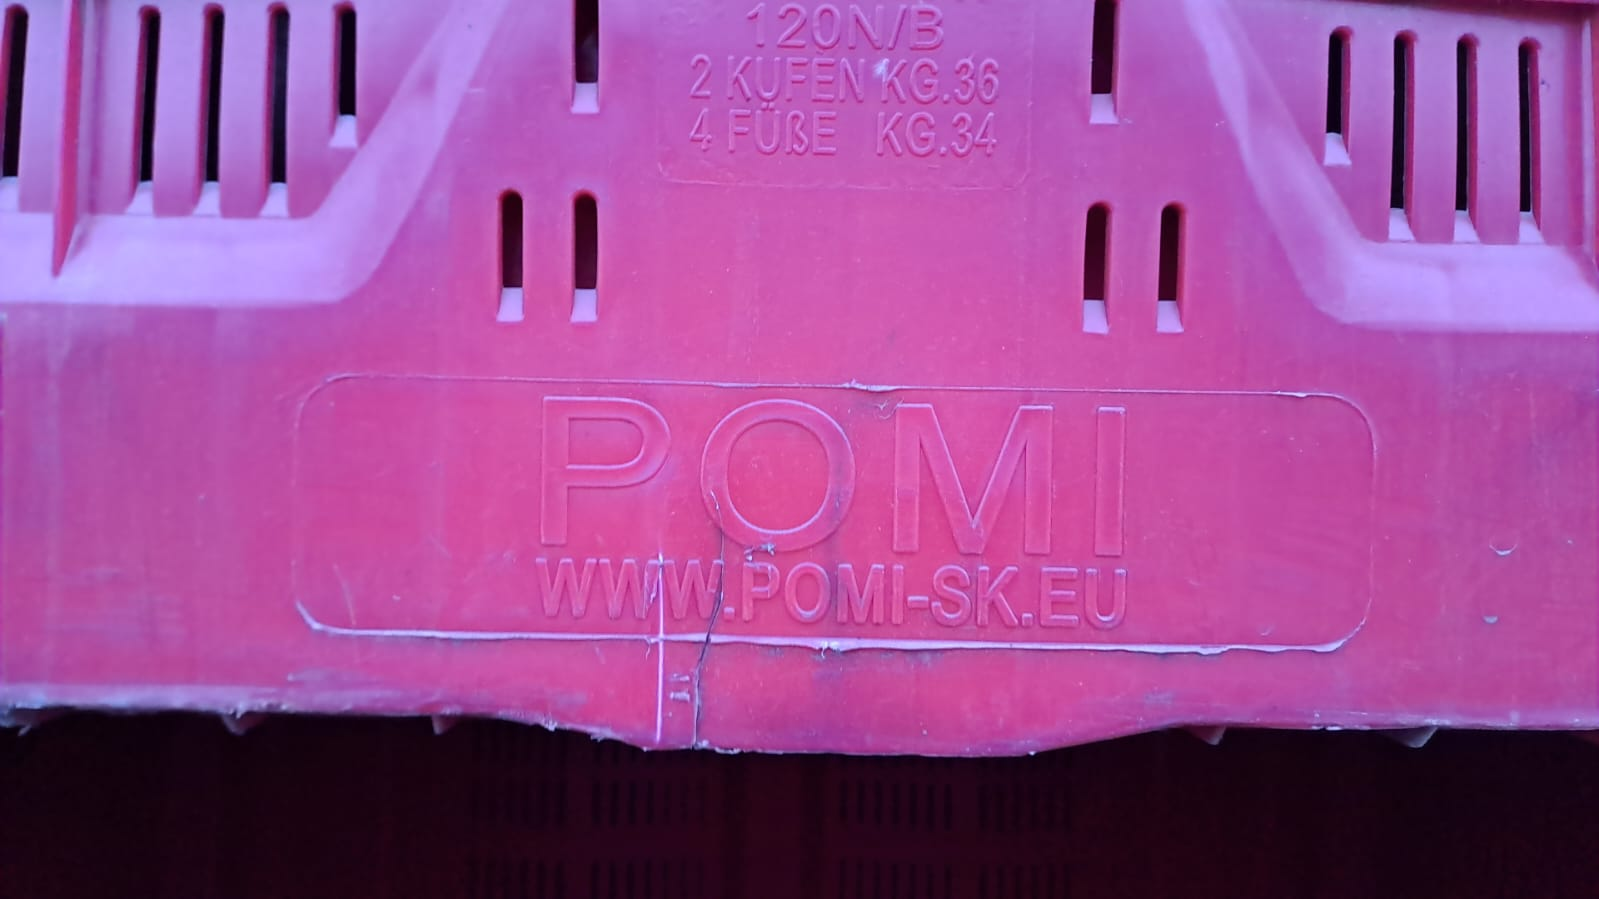 120N/B
2 KUFEN KG.36
4 FÜßE KG.34
POMI
WWW.POMI-SK.EU